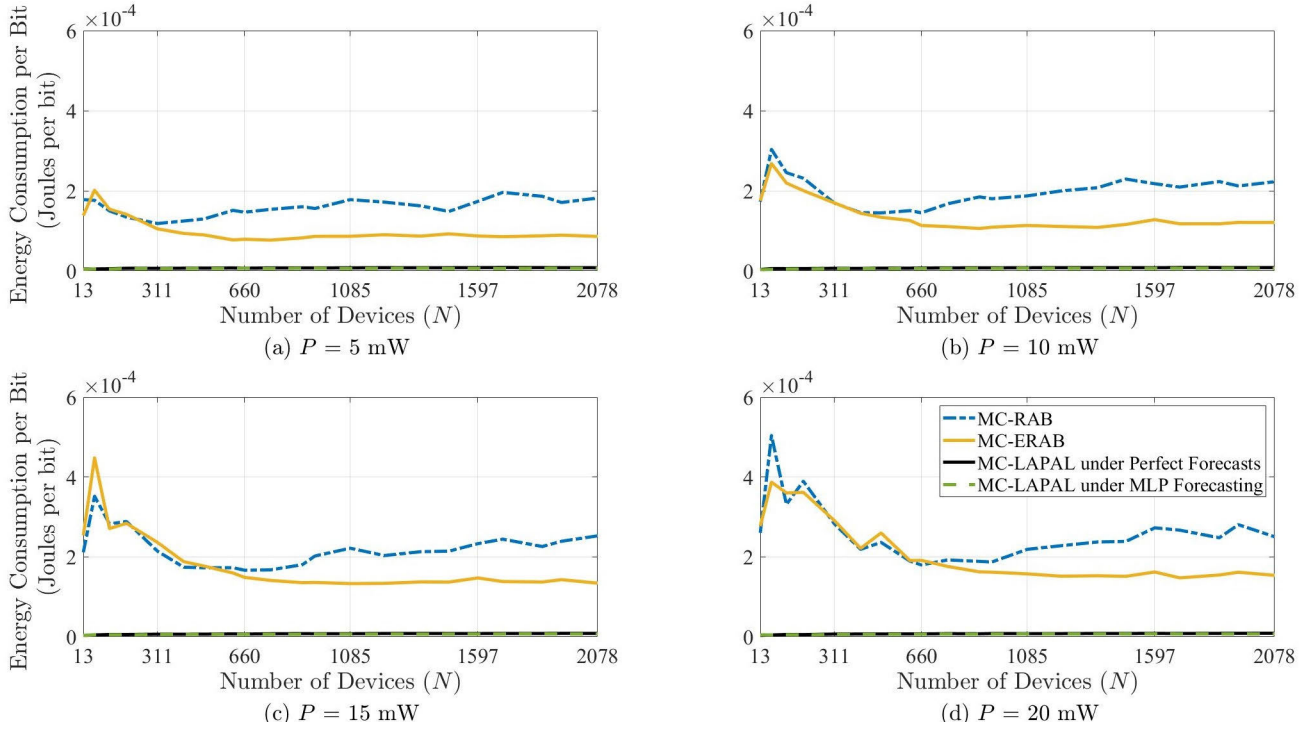 ×10-4
Energy Consumption per Bit
(Joules per bit)
6
4
2
0
13 311 660 1085 1597 2078
Number of Devices (N)
(a) P = 5 mW
×10-4
6
4
2
0
13 311 660 1085 1597 2078
Number of Devices (N)
(b) P = 10 mW
×10-4
Energy Consumption per Bit
(Joules per bit)
6
4
2
0
13 311 660 1085 1597 2078
Number of Devices (N)
(c) P = 15 mW
×10-4
6
4
2
0
MC-RAB
MC-ERAB
MC-LAPAL under Perfect Forecasts
MC-LAPAL under MLP Forecasting
13 311 660 1085 1597 2078
Number of Devices (N)
(d) P = 20 mW